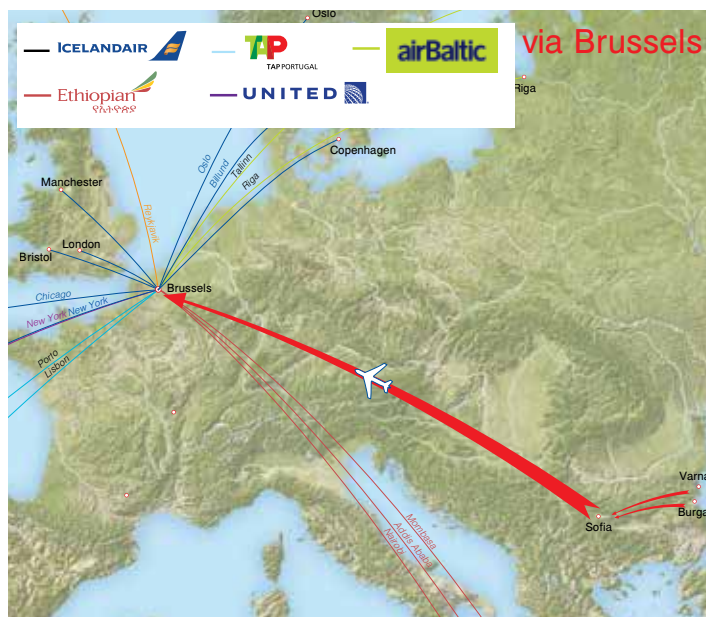 Oslo
ICELANDAIR
TAP
TAP PORTUGAL
airBaltic
via Brussels
Ethiopian
የኢትዮጵያ
UNITED
Riga
Copenhagen
Oslo
Billund
Tallinn
Riga
Manchester
Reykjavik
London
Bristol
Brussels
Chicago
New York
New York
Porto
Lisbon
Varna
Burga
Sofia
Mombasa
Addis Ababa
Nairobi